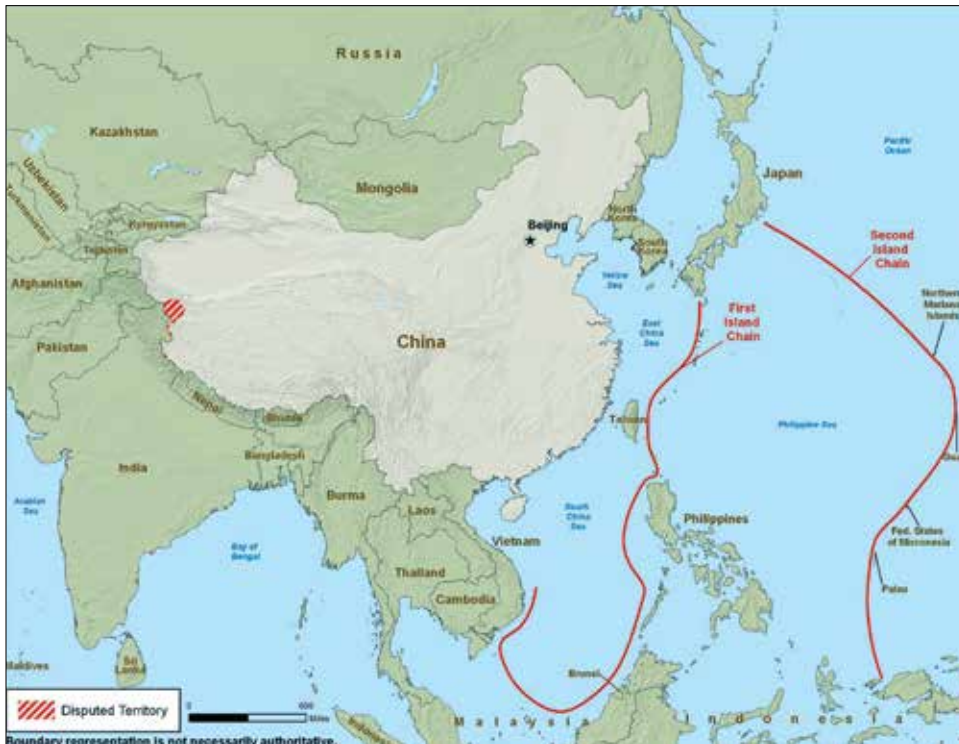 Russia
Kazakhstan
Mongolia
Uzbekistan
Turkmenistan
Kyrgyzstan
Tajikistan
Afghanistan
Pakistan
India
Nepal
Bhutan
Bangladesh
Burma
Laos
Thailand
Cambodia
Vietnam
China
Beijing
North
Korea
South
Korea
Japan
Pacific
Ocean
Second
Island
Chain
First
Island
Chain
Northern
Mariana
Islands
Yellow
Sea
East
China
Sea
Taiwan
Philippine Sea
South
China
Sea
Philippines
Fed. States
of Micronesia
Palau
Arabian
Sea
Bay of
Bengal
Maldives
Sri
Lanka
Brunei
Malaysia
Indonesia
Disputed Territory
0
600
Miles
Boundary representation is not necessarily authoritative.